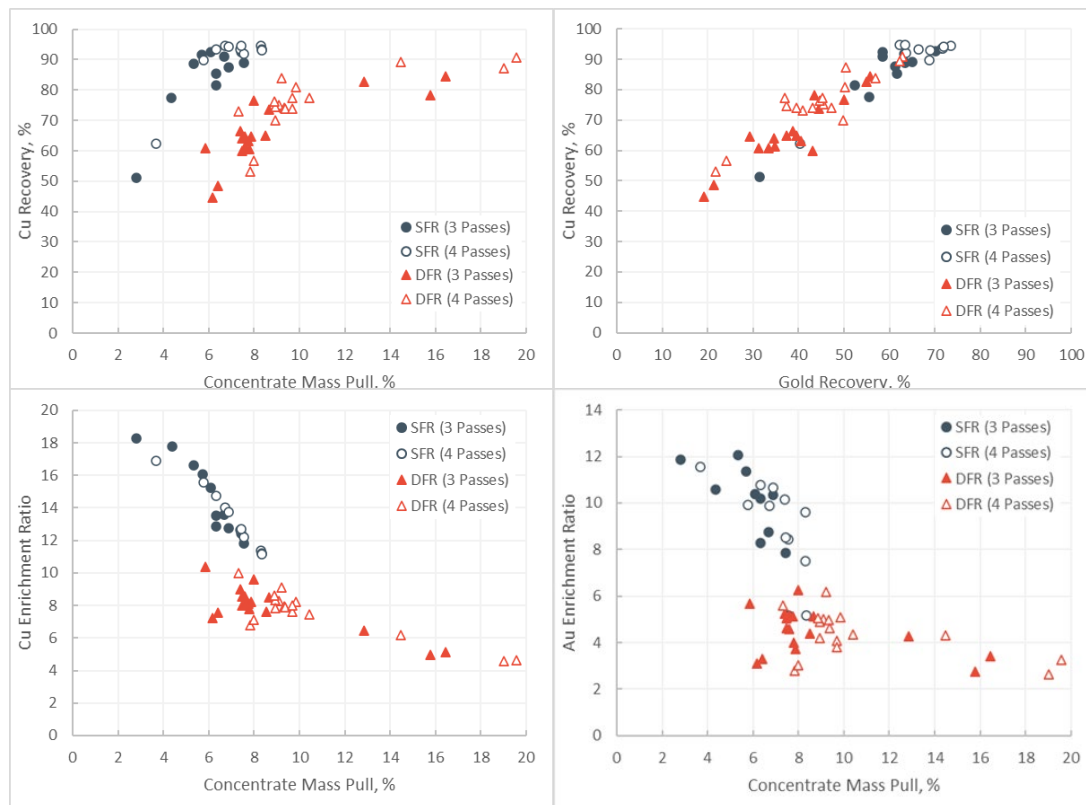 Cu Recovery, %
100
90
80
70
60
50
40
30
20
10
0
SFR (3 Passes)
SFR (4 Passes)
DFR (3 Passes)
DFR (4 Passes)
0 2 4 6 8 10 12 14 16 18 20
Concentrate Mass Pull, %
Cu Recovery, %
100
90
80
70
60
50
40
30
20
10
0
SFR (3 Passes)
SFR (4 Passes)
DFR (3 Passes)
DFR (4 Passes)
0 10 20 30 40 50 60 70 80 90 100
Gold Recovery, %
Cu Enrichment Ratio
20
18
16
14
12
10
8
6
4
2
0
SFR (3 Passes)
SFR (4 Passes)
DFR (3 Passes)
DFR (4 Passes)
0 2 4 6 8 10 12 14 16 18 20
Concentrate Mass Pull, %
Au Enrichment Ratio
14
12
10
8
6
4
2
0
SFR (3 Passes)
SFR (4 Passes)
DFR (3 Passes)
DFR (4 Passes)
0 2 4 6 8 10 12 14 16 18 20
Concentrate Mass Pull, %